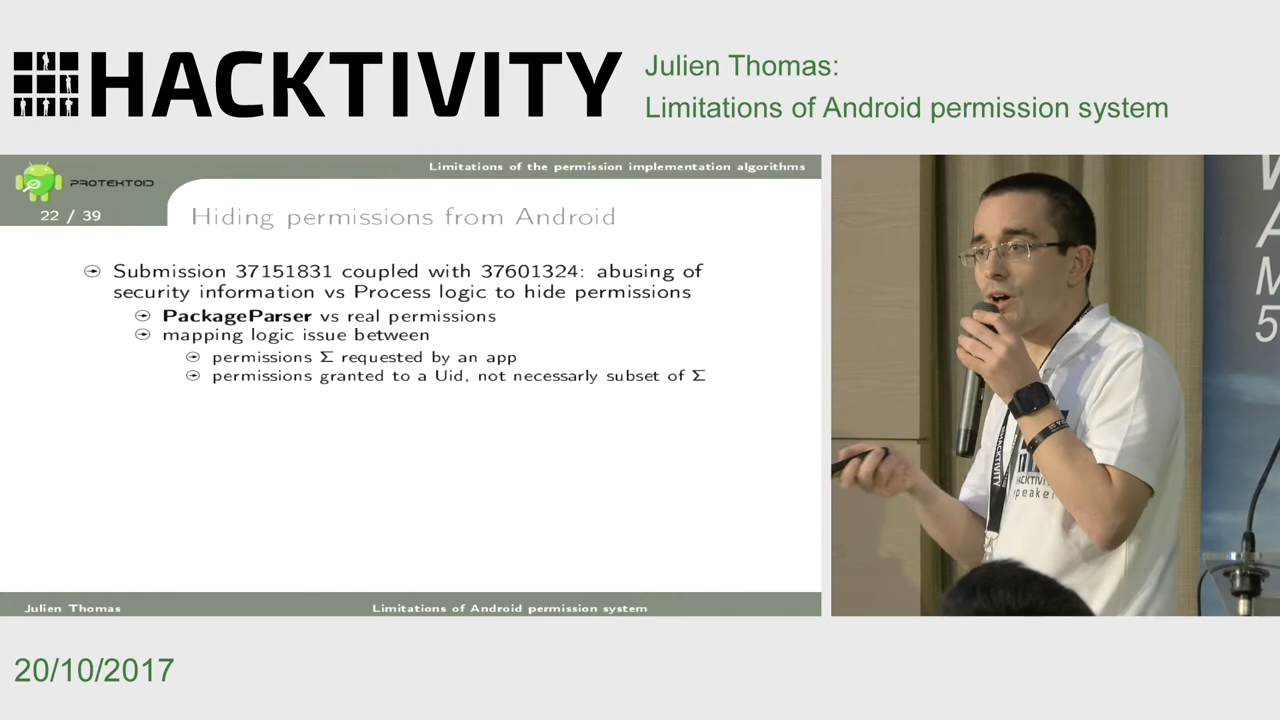 HACKTIVITY
Julien Thomas:
Limitations of Android permission system
Limitations of the permission implementation algorithms
PROTEKTOID
22 / 39
Hiding permissions from Android
Submission 37151831 coupled with 37601324: abusing of
security information vs Process logic to hide permissions
PackageParser vs real permissions
mapping logic issue between
permissions Σ requested by an app
permissions granted to a Uid, not necessarly subset of Σ
Julien Thomas
Limitations of Android permission system
20/10/2017